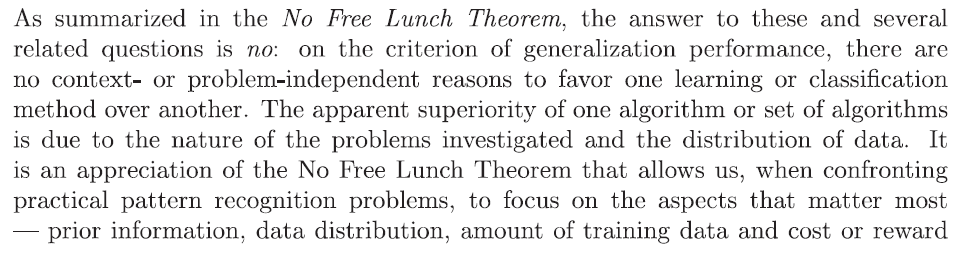 As summarized in the No Free Lunch Theorem, the answer to these and several
related questions is no: on the criterion of generalization performance, there are
no context- or problem-independent reasons to favor one learning or classification
method over another. The apparent superiority of one algorithm or set of algorithms
is due to the nature of the problems investigated and the distribution of data. It
is an appreciation of the No Free Lunch Theorem that allows us, when confronting
practical pattern recognition problems, to focus on the aspects that matter most
— prior information, data distribution, amount of training data and cost or reward